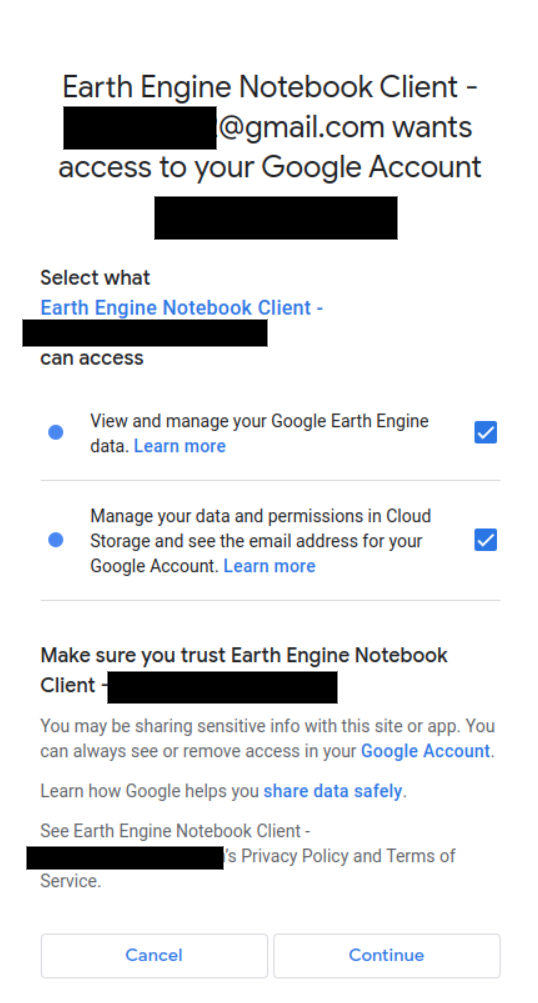 Earth Engine Notebook Client -
@gmail.com wants
access to your Google Account
Select what
Earth Engine Notebook Client -
can access
View and manage your Google Earth Engine
data. Learn more
Manage your data and permissions in Cloud
Storage and see the email address for your
Google Account. Learn more
Make sure you trust Earth Engine Notebook
Client -
You may be sharing sensitive info with this site or app. You
can always see or remove access in your Google Account.
Learn how Google helps you share data safely.
See Earth Engine Notebook Client -
's Privacy Policy and Terms of
Service.
Cancel
Continue